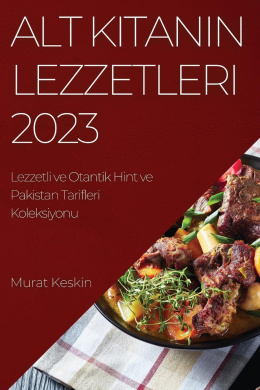 ALT KITANIN
LEZZETLERI
2023
Lezzetli ve Otantik Hint ve
Pakistan Tarifleri
Koleksiyonu
Murat Keskin